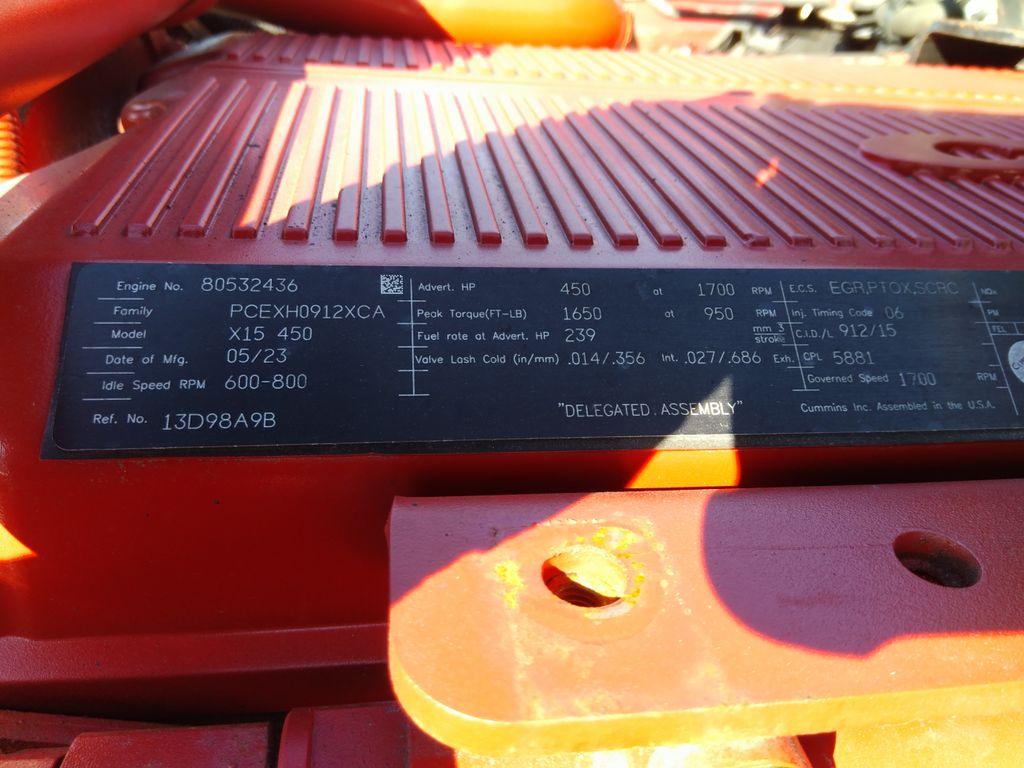 Engine No. 80532436
Family PCEXH0912XCA
Model X15 450
Date of Mfg. 05/23
Idle Speed RPM 600-800
Ref. No. 13D98A9B
Advert. HP 450 at 1700 RPM
Peak Torque(FT-LB) 1650 at 950 RPM
Fuel rate at Advert. HP 239 mm 3 stroke
Valve Lash Cold (in/mm) .014/.356 Int. .027/.686 Exh.
"DELEGATED ASSEMBLY"
E.C.S. EGR,PTOX,SCRC
Inj. Timing Code 06
C.I.D./L 912/15
CPL 5881
Governed Speed 1700 RPM
Cummins Inc. Assembled in the U.S.A.
FEL